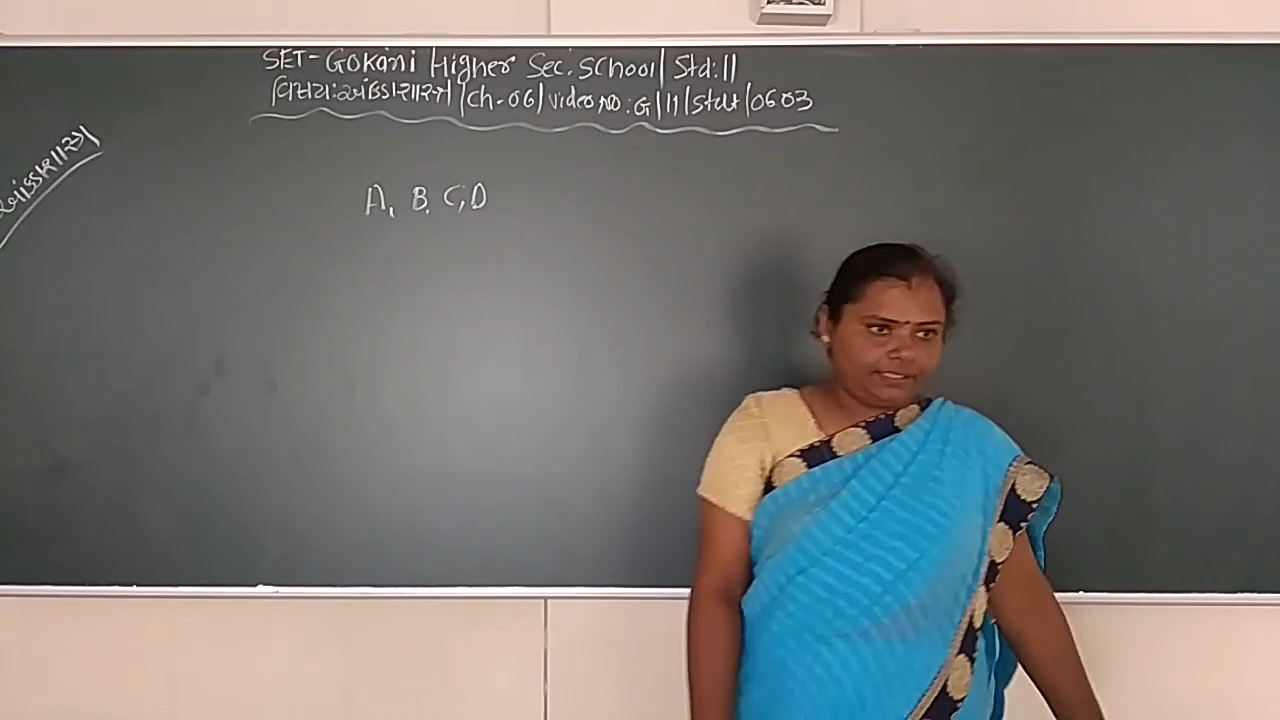 SET-Gokani Higher Sec. School | Std:11
વિષય:આંકડાશાસ્ત્ર | Ch-06 | Video no : G | 11 | Stat | 0603
આંકડાશાસ્ત્ર
A, B, C, D